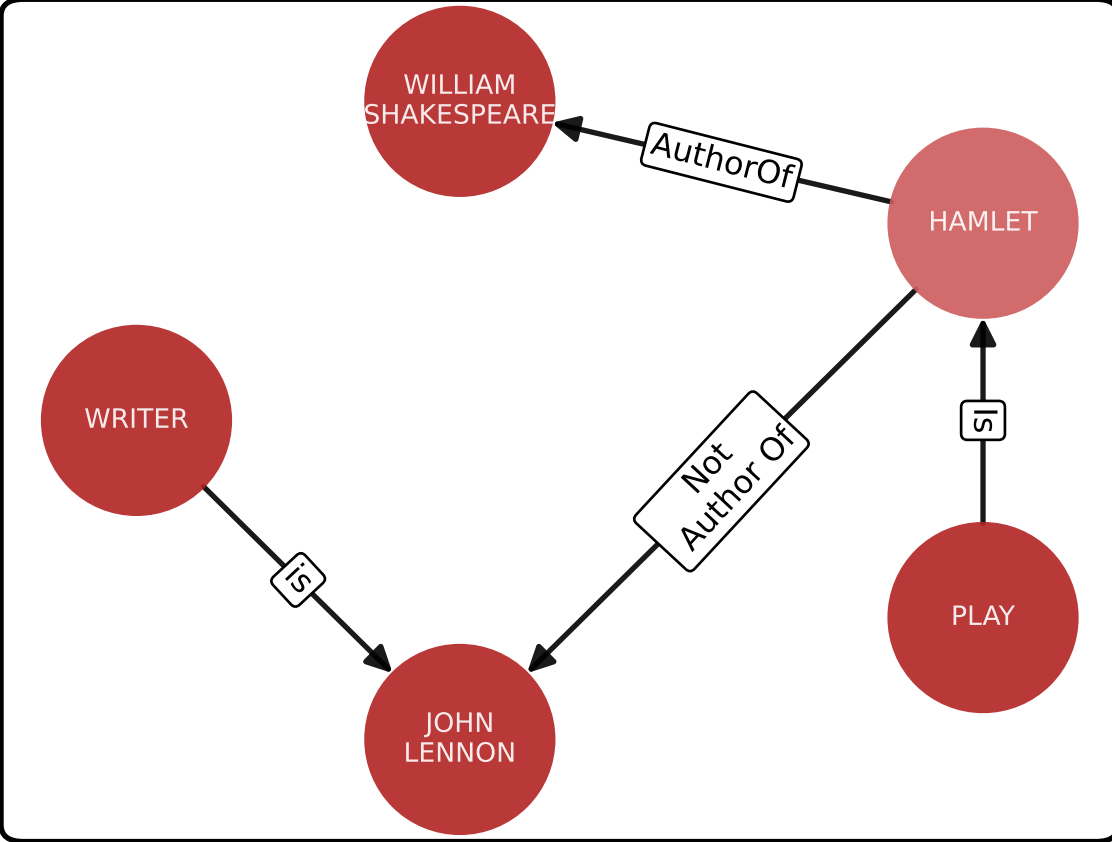 WILLIAM
SHAKESPEARE
AuthorOf
HAMLET
WRITER
Not
Author Of
Is
is
PLAY
JOHN
LENNON